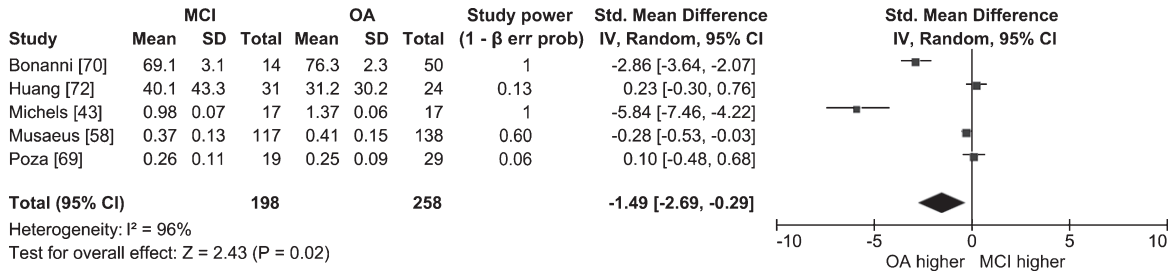 MCI OA Study power Std. Mean Difference Std. Mean Difference
Study Mean SD Total Mean SD Total (1 - β err prob) IV, Random, 95% CI IV, Random, 95% CI
Bonanni [70] 69.1 3.1 14 76.3 2.3 50 1 -2.86 [-3.64, -2.07]
Huang [72] 40.1 43.3 31 31.2 30.2 24 0.13 0.23 [-0.30, 0.76]
Michels [43] 0.98 0.07 17 1.37 0.06 17 1 -5.84 [-7.46, -4.22]
Musaeus [58] 0.37 0.13 117 0.41 0.15 138 0.60 -0.28 [-0.53, -0.03]
Poza [69] 0.26 0.11 19 0.25 0.09 29 0.06 0.10 [-0.48, 0.68]
Total (95% CI) 198 258 -1.49 [-2.69, -0.29]
Heterogeneity: I² = 96%
Test for overall effect: Z = 2.43 (P = 0.02)
-10 -5 0 5 10
OA higher MCI higher